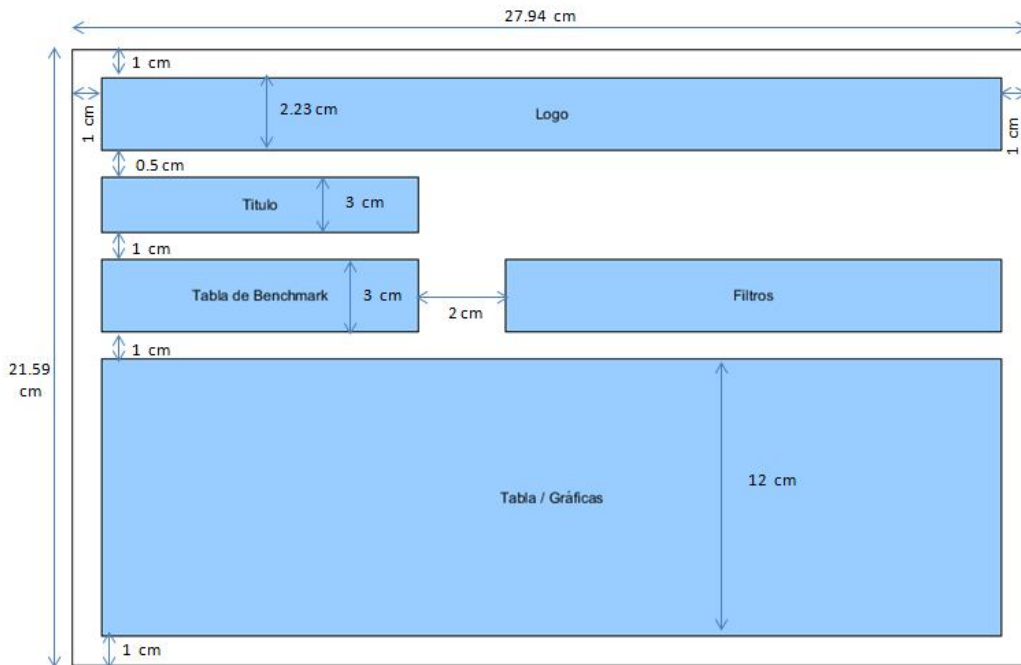 27.94 cm
1 cm
1 cm
2.23 cm
Logo
1 cm
0.5 cm
Titulo
3 cm
1 cm
Tabla de Benchmark
3 cm
2 cm
Filtros
1 cm
21.59
cm
12 cm
Tabla / Gráficas
1 cm